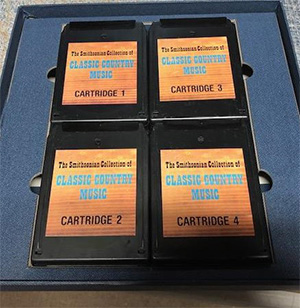 The Smithsonian Collection of
CLASSIC COUNTRY
MUSIC
CARTRIDGE 1
The Smithsonian Collection of
CLASSIC COUNTRY
MUSIC
CARTRIDGE 3
The Smithsonian Collection of
CLASSIC COUNTRY
MUSIC
CARTRIDGE 2
The Smithsonian Collection of
CLASSIC COUNTRY
MUSIC
CARTRIDGE 4